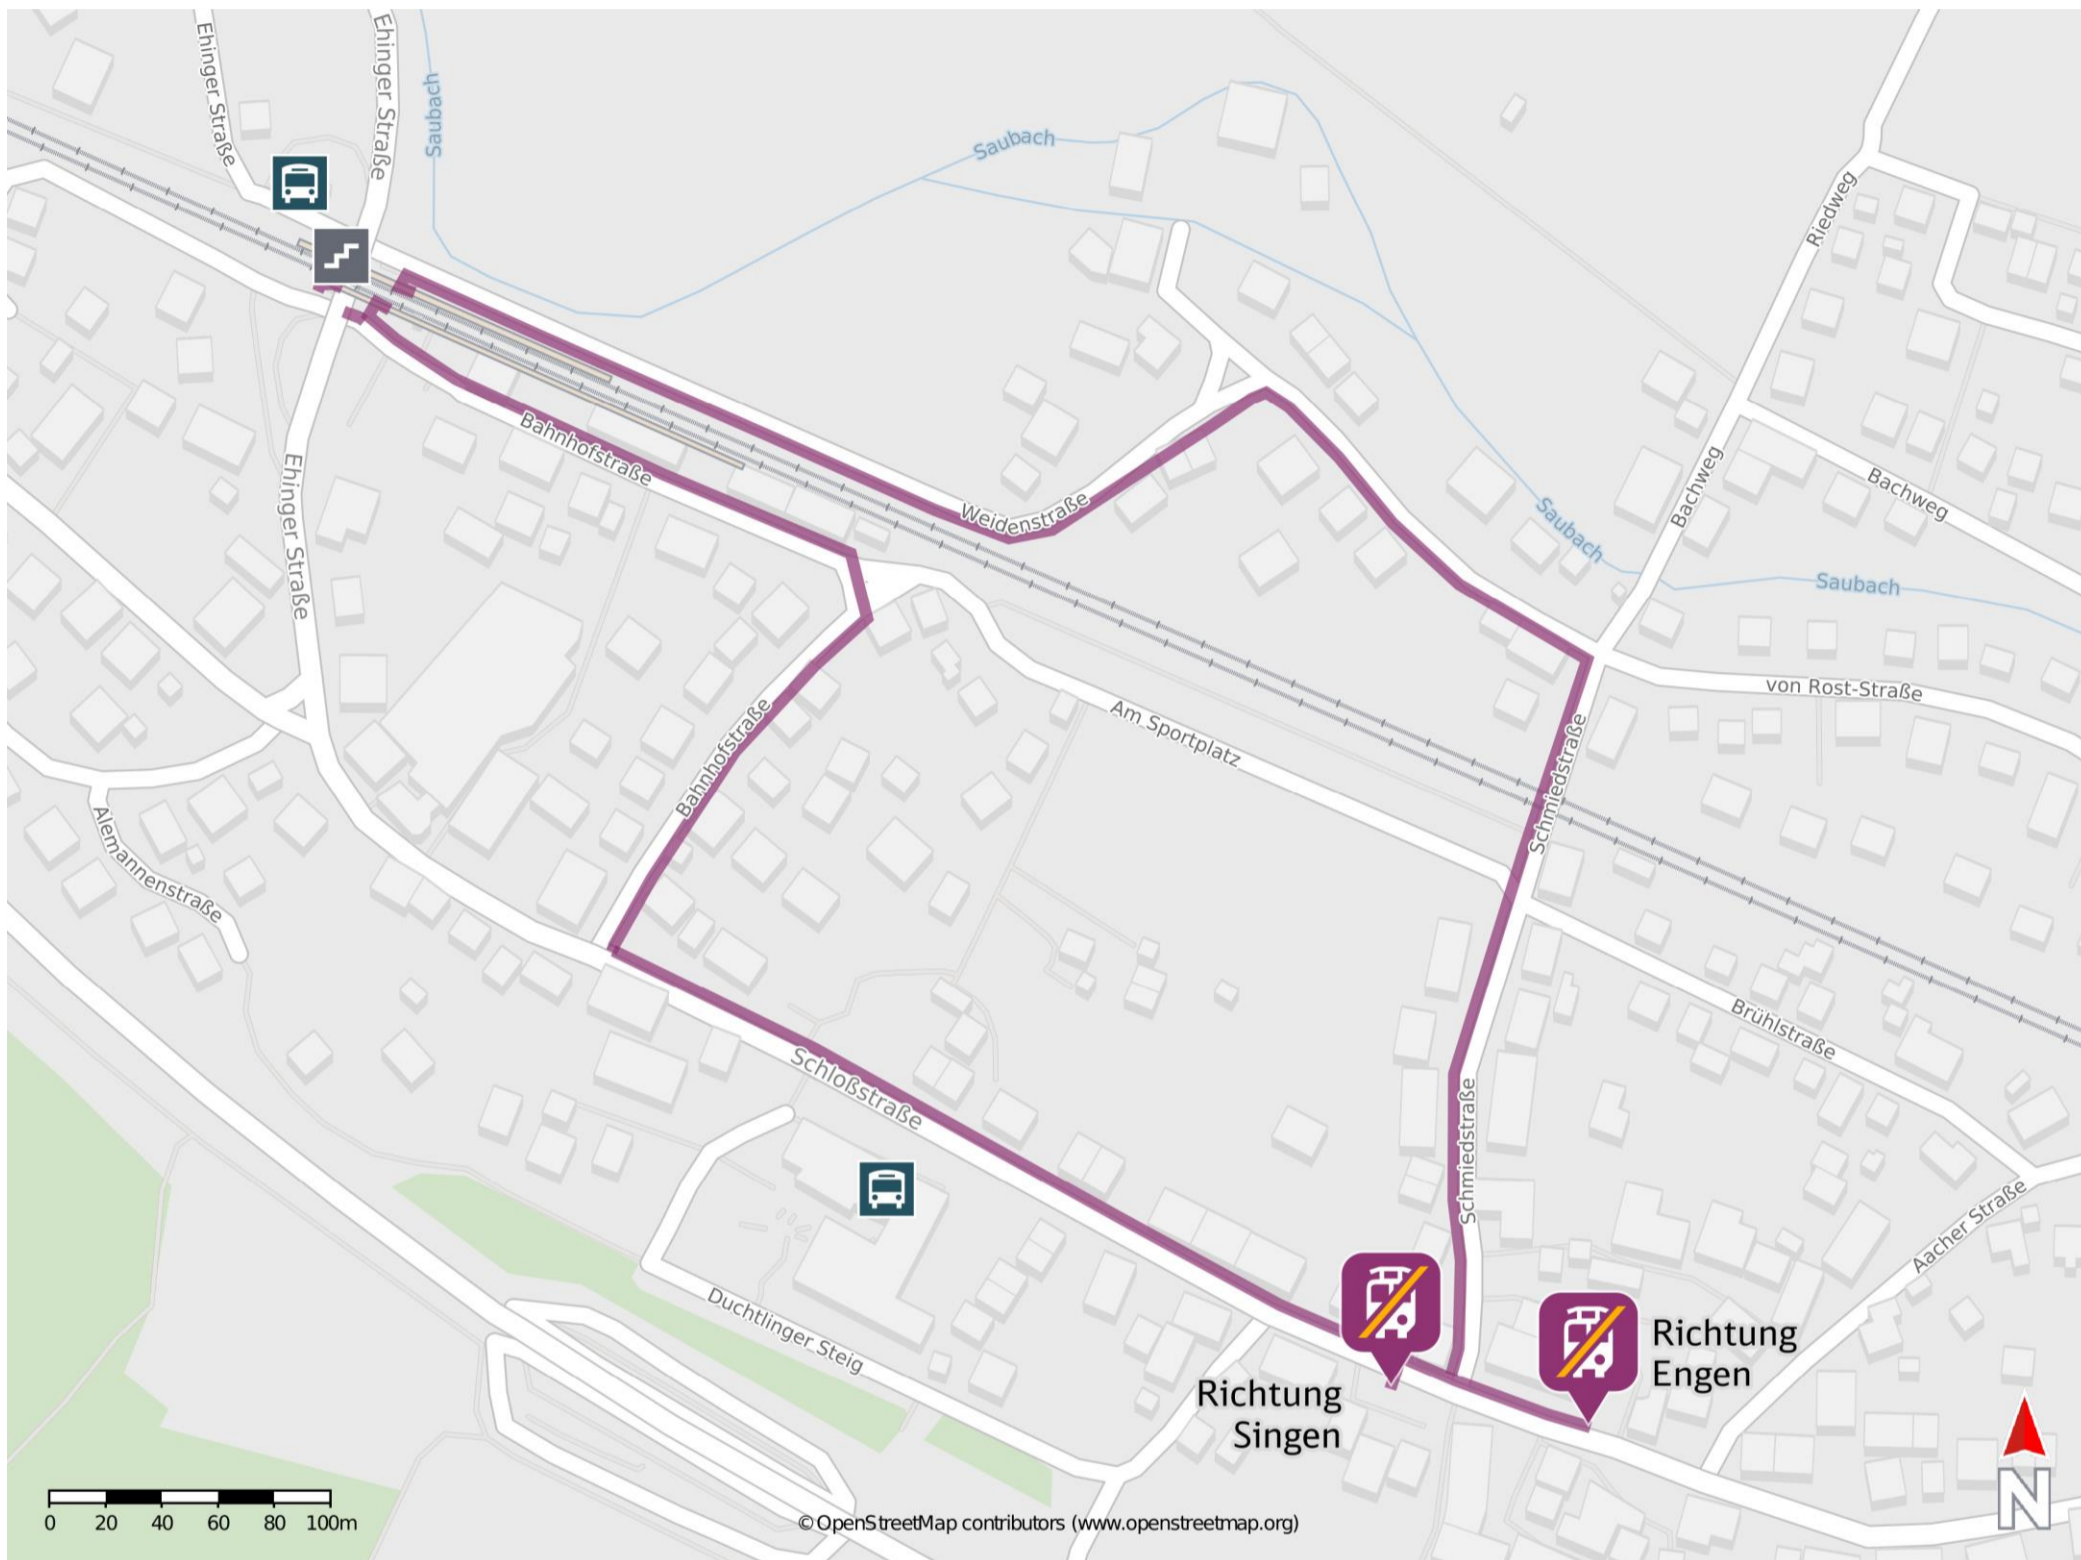 Ehinger Straße
Ehinger Straße
Saubach
Saubach
Riedweg
Bahnhofstraße
Weidenstraße
Ehinger Straße
Bachweg
Bachweg
Saubach
Saubach
von Rost-Straße
Bahnhofstraße
Am Sportplatz
Schmiedstraße
Alemannenstraße
Brühlstraße
Schloßstraße
Schmiedstraße
Aacher Straße
Duchtlinger Steig
Richtung
Engen
Richtung
Singen
N
0 20 40 60 80 100m
© OpenStreetMap contributors (www.openstreetmap.org)